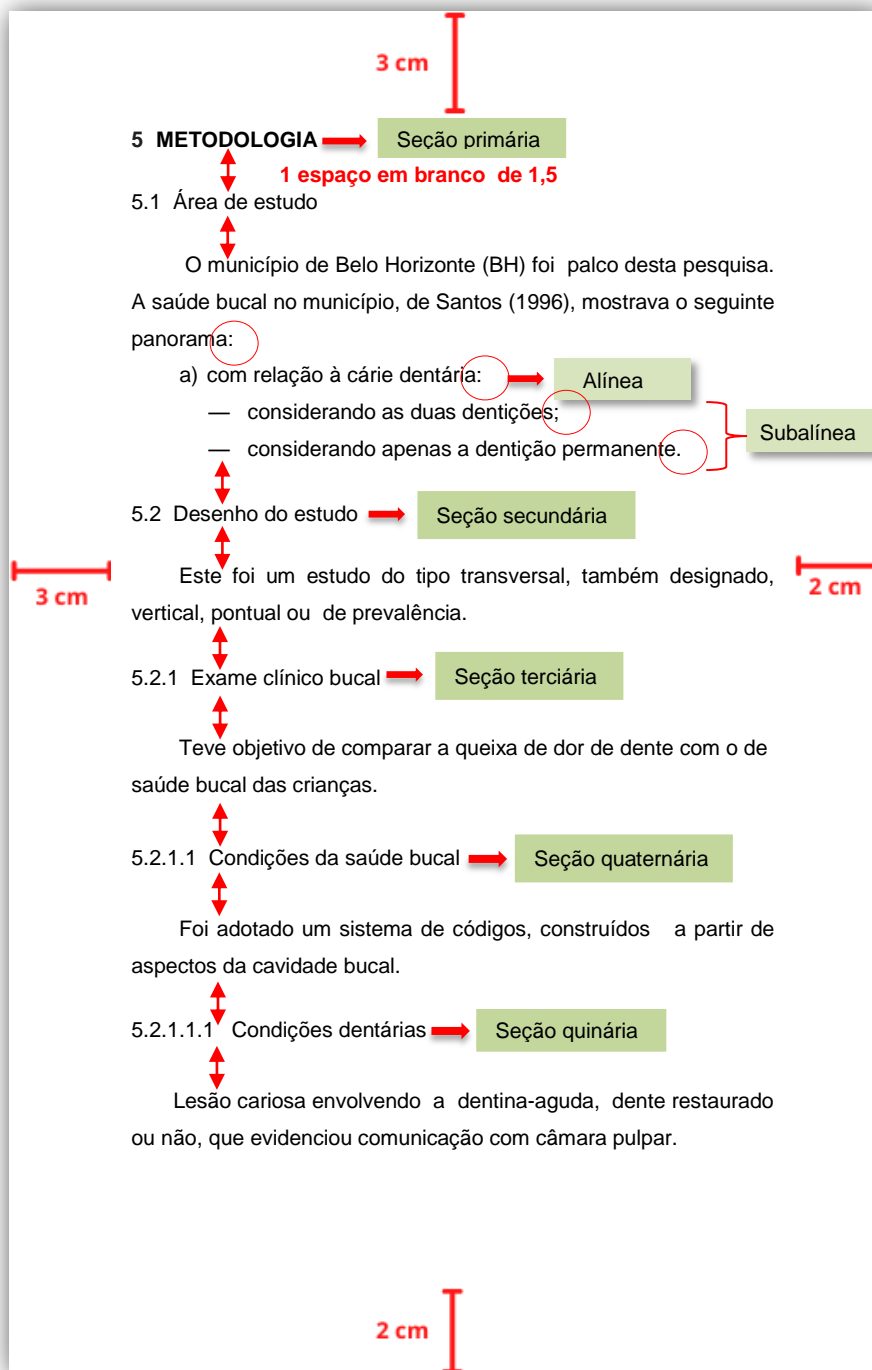 3 cm
5 METODOLOGIA Seção primária
1 espaço em branco de 1,5
5.1 Área de estudo
O município de Belo Horizonte (BH) foi palco desta pesquisa.
A saúde bucal no município, de Santos (1996), mostrava o seguinte
panorama:
a) com relação à cárie dentária: Alínea
— considerando as duas dentições;
— considerando apenas a dentição permanente. Subalínea
5.2 Desenho do estudo Seção secundária
Este foi um estudo do tipo transversal, também designado,
3 cm 2 cm
vertical, pontual ou de prevalência.
5.2.1 Exame clínico bucal Seção terciária
Teve objetivo de comparar a queixa de dor de dente com o de
saúde bucal das crianças.
5.2.1.1 Condições da saúde bucal Seção quaternária
Foi adotado um sistema de códigos, construídos a partir de
aspectos da cavidade bucal.
5.2.1.1.1 Condições dentárias Seção quinária
Lesão cariosa envolvendo a dentina-aguda, dente restaurado
ou não, que evidenciou comunicação com câmara pulpar.
2 cm